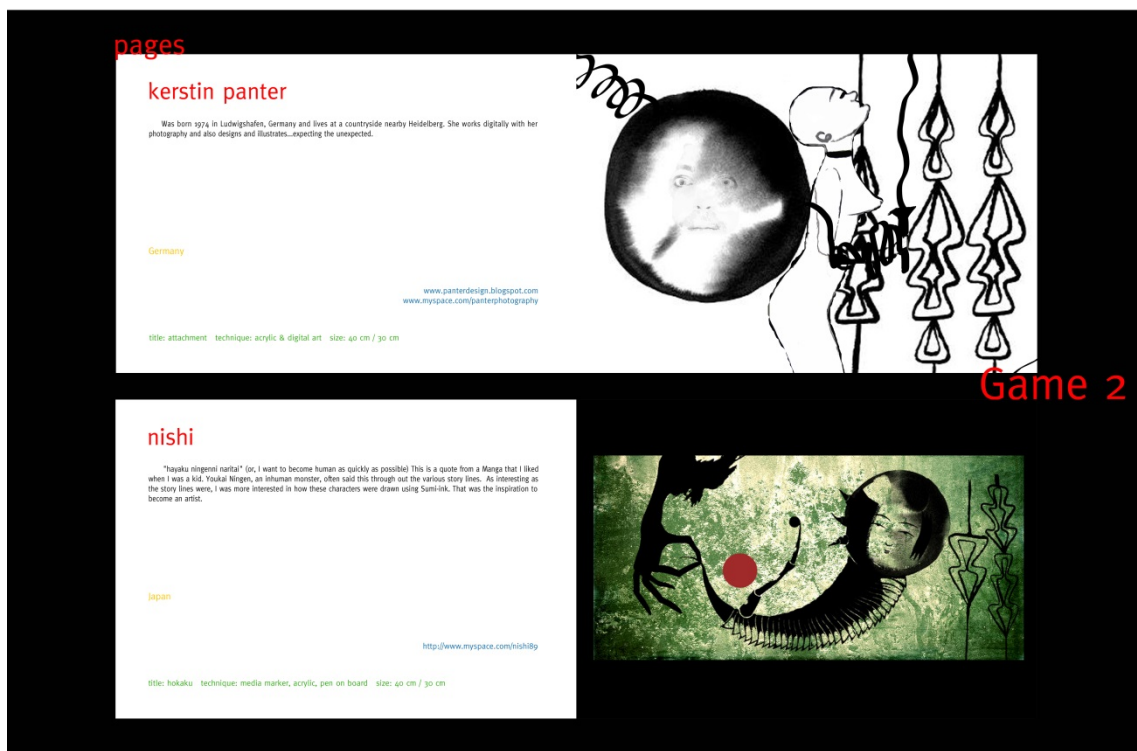 pages
kerstin panter
Was born 1974 in Ludwigshafen, Germany and lives at a countryside nearby Heidelberg. She works digitally with her
photography and also designs and illustrates...expecting the unexpected.
Germany
www.panterdesign.blogspot.com
www.myspace.com/panterphotography
title: attachment technique: acrylic & digital art size: 40 cm / 30 cm
Game 2
nishi
"hayaku ningenni naritai" (or, I want to become human as quickly as possible) This is a quote from a Manga that I liked
when I was a kid. Youkai Ningen, an inhuman monster, often said this through out the various story lines. As interesting as
the story lines were, I was more interested in how these characters were drawn using Sumi-ink. That was the inspiration to
become an artist.
Japan
http://www.myspace.com/nishi89
title: hokaku technique: media marker, acrylic, pen on board size: 40 cm / 30 cm